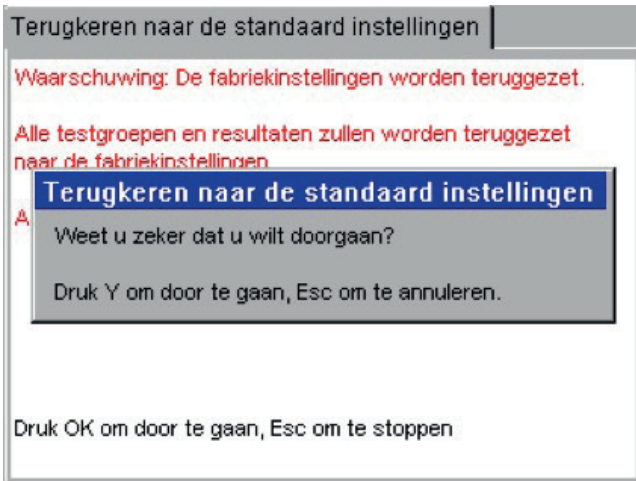 Terugkeren naar de standaard instellingen
Waarschuwing: De fabriekinstellingen worden teruggezet.
Alle testgroepen en resultaten zullen worden teruggezet
naar de fabriekinstellingen
Terugkeren naar de standaard instellingen
A
Weet u zeker dat u wilt doorgaan?
Druk Y om door te gaan, Esc om te annuleren.
Druk OK om door te gaan, Esc om te stoppen